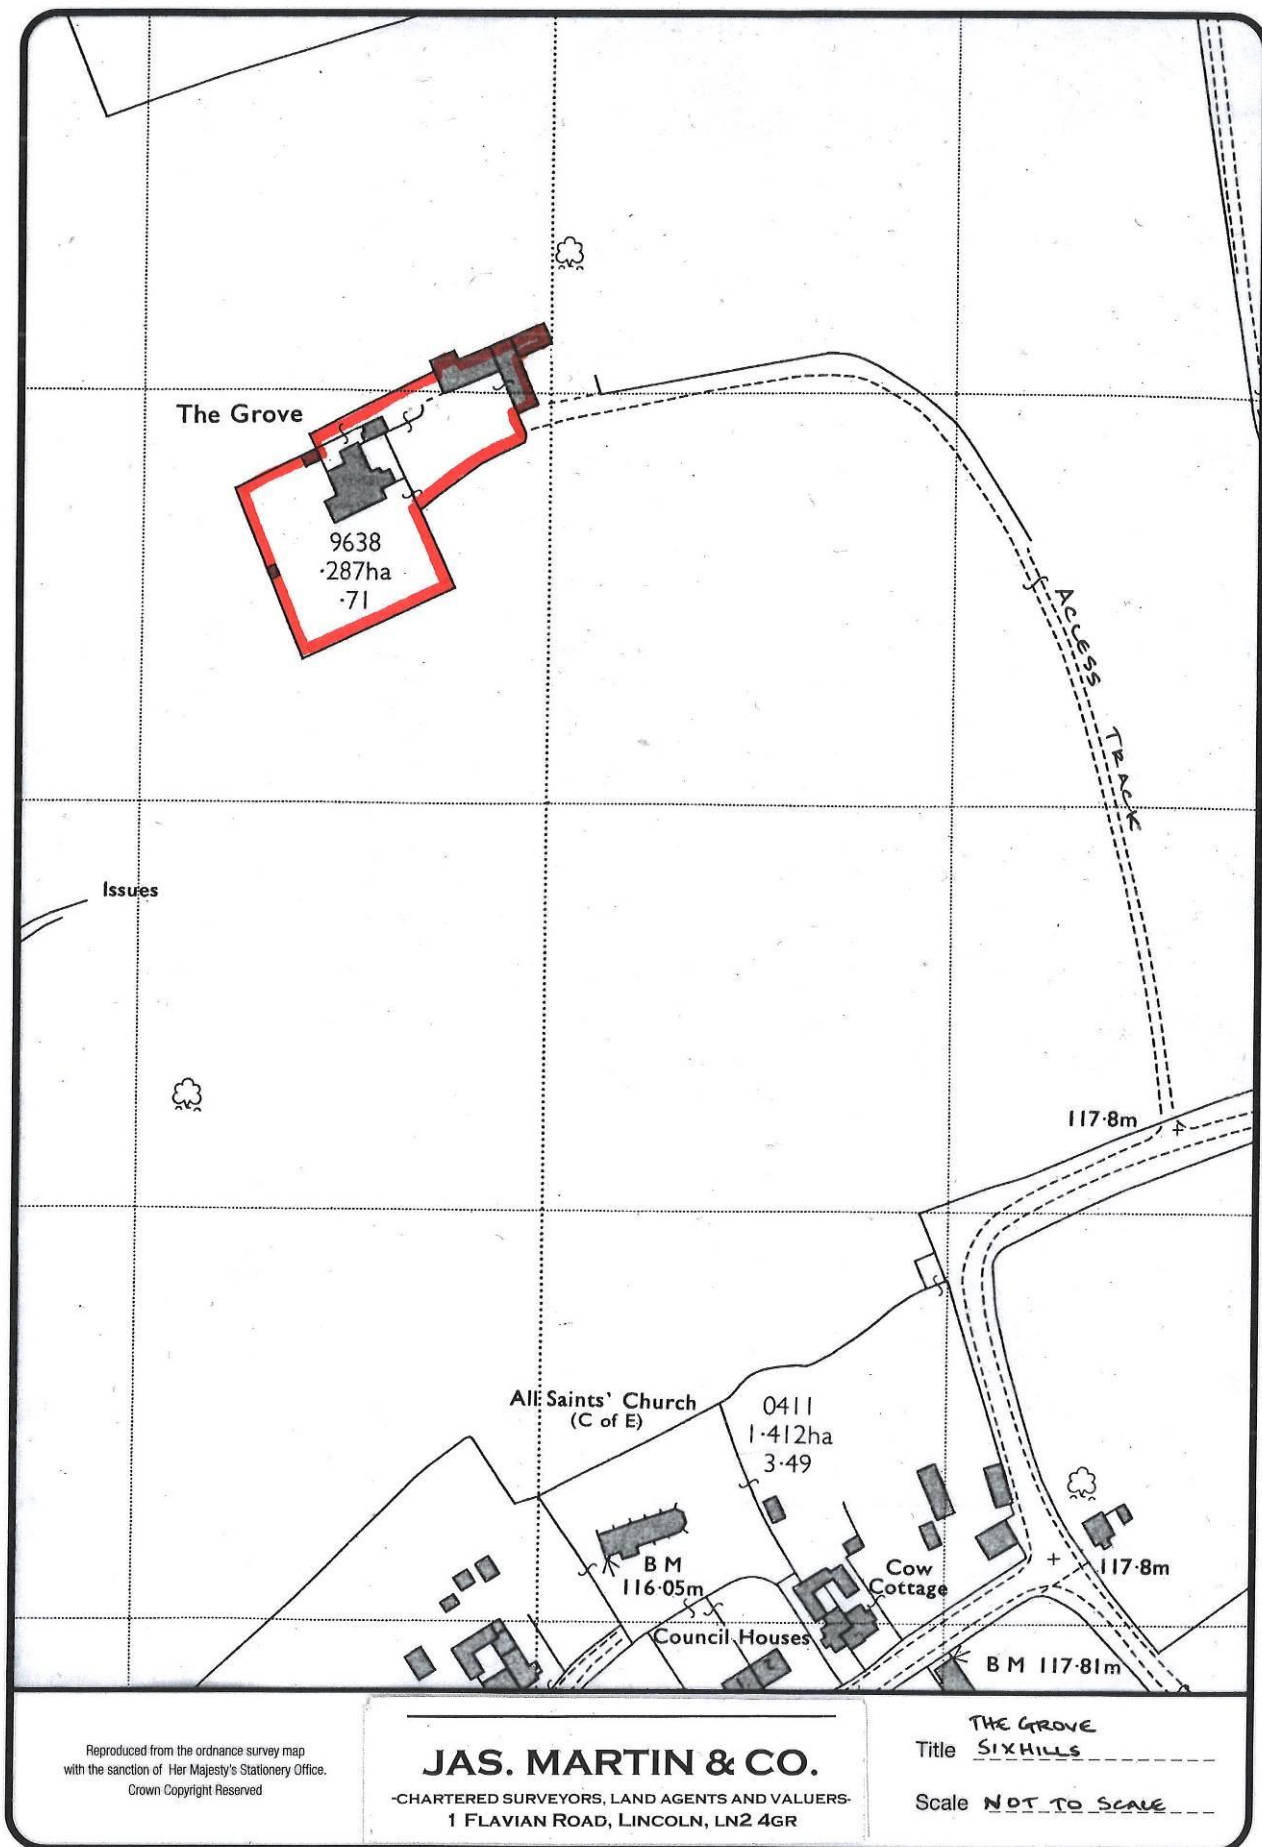 The Grove
9638
·287ha
·71
ACCESS TRACK
Issues
117·8m
All Saints' Church
(C of E)
0411
1·412ha
3·49
B M
116·05m
Cow
Cottage
117·8m
Council Houses
B M 117·81m
Reproduced from the ordnance survey map
with the sanction of Her Majesty's Stationery Office.
Crown Copyright Reserved
JAS. MARTIN & CO.
-CHARTERED SURVEYORS, LAND AGENTS AND VALUERS-
1 FLAVIAN ROAD, LINCOLN, LN2 4GR
THE GROVE
Title SIXHILLS
Scale NOT TO SCALE